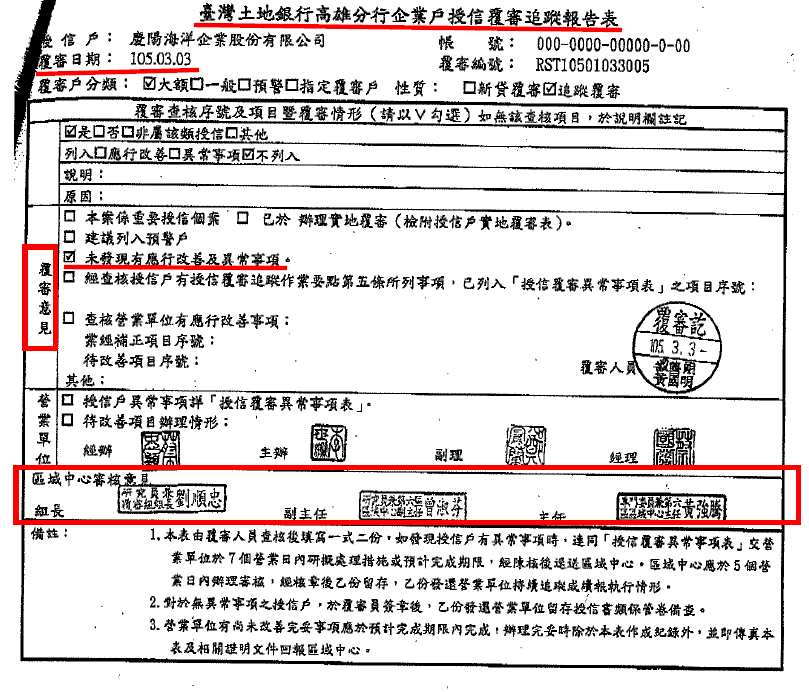 臺灣土地銀行高雄分行企業戶授信覆審追蹤報告表
授信戶：慶陽海洋企業股份有限公司 帳號：000-0000-00000-0-00
覆審日期：105.03.03 覆審編號：RST10501033005
覆審戶分類：☑大額□一般□預警□指定覆審戶 性質：□新貸覆審☑追蹤覆審
覆審查核序號及項目暨覆審情形（請以∨勾選）如無該查核項目，於說明欄註記
☑是□否□非屬該類授信□其他
列入□應行改善□異常事項☑不列入
說明：
原因：
覆審意見
□ 本案係重要授信個案 □ 已於 辦理實地覆審（檢附授信戶實地覆審表）。
□ 建議列入預警戶
☑ 未發現有應行改善及異常事項。
□ 經查核授信戶有授信覆審追蹤作業要點第五條所列事項，已列入「授信覆審異常事項表」之項目序號：
□ 查核營業單位有應行改善事項：
業經補正項目序號：
待改善項目序號：
其他：
覆審人員
覆審訖
105.3.3-
黃國明
營業單位
□ 授信戶異常事項詳「授信覆審異常事項表」。
□ 待改善項目辦理情形：
經辦 主辦 副理 經理
區域中心審核意見
組長 研究員兼覆審組組長 劉順忠 副主任 研究員兼第六區區域中心副主任 曾淑芬 主任 黃強騰
備註：
1.本表由覆審人員查核後填寫一式二份，如發現授信戶有異常事項時，連同「授信覆審異常事項表」交營
業單位於7個營業日內研擬處理措施或預計完成期限，經陳核後遞送區域中心。區域中心應於5個營
業日內辦理審核，經核章後乙份留存，乙份發還營業單位持續追蹤或續報執行情形。
2.對於無異常事項之授信戶，於覆審員簽章後，乙份發還營業單位留存授信書類保管卷備查。
3.營業單位有尚未改善完妥事項應於預計完成期限內完成，辦理完妥時除於本表作成紀錄外，並即傳真本
表及相關證明文件回報區域中心。